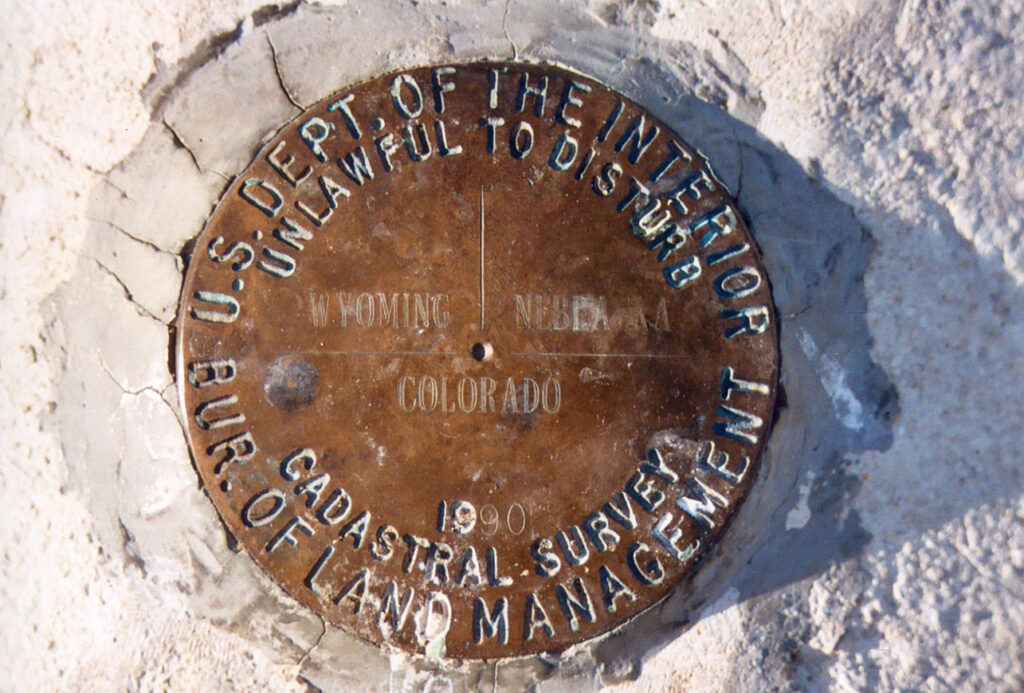 U.S. DEPT. OF THE INTERIOR
UNLAWFUL TO DISTURB
WYOMING NEBRASKA
COLORADO
1990
CADASTRAL SURVEY
BUR. OF LAND MANAGEMENT